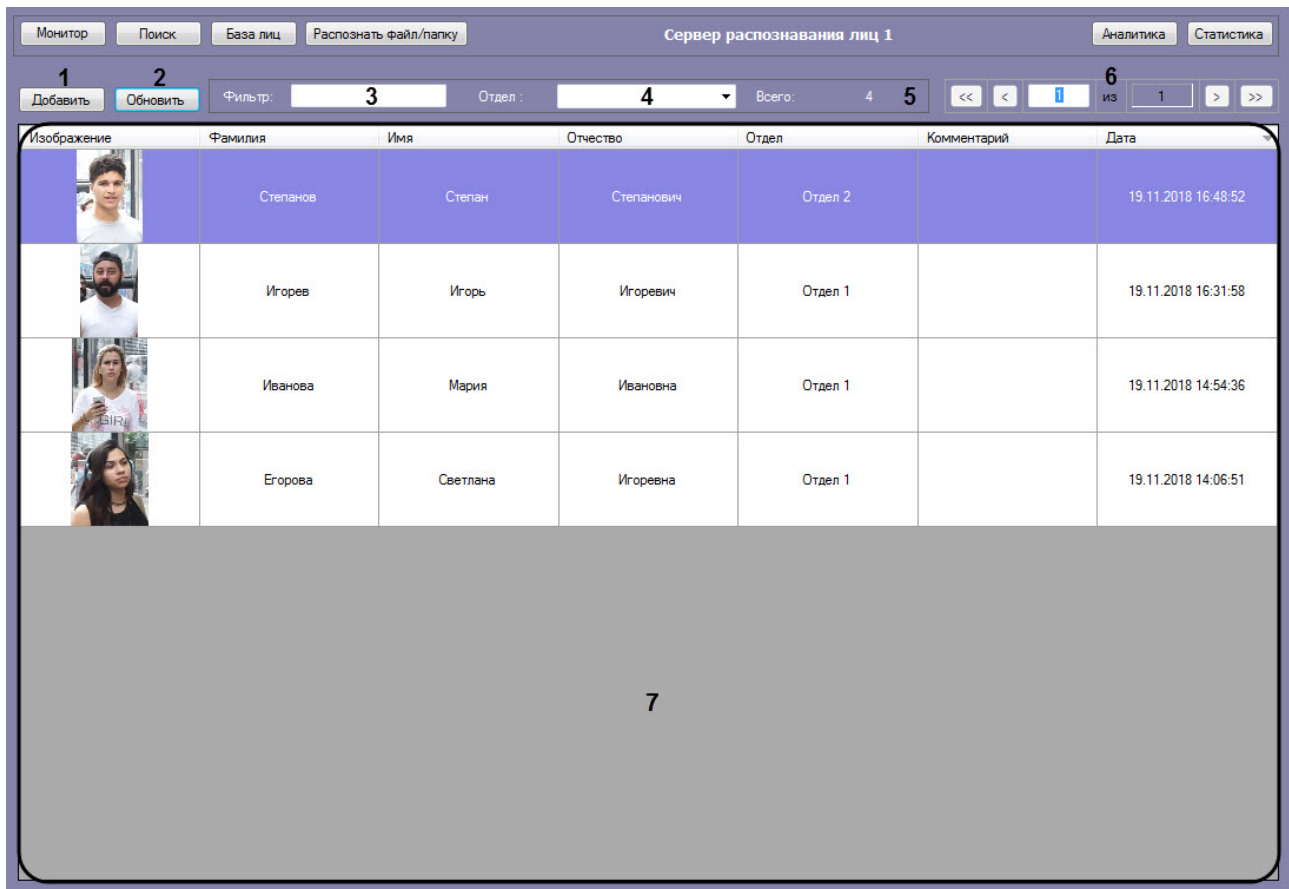 Монитор Поиск База лиц Распознать файл/папку Сервер распознавания лиц 1 Аналитика Статистика
1 2 6
Добавить Обновить Фильтр: 3 Отдел : 4 Всего: 4 5 << < 1 из 1 > >>
Изображение Фамилия Имя Отчество Отдел Комментарий Дата
Степанов Степан Степанович Отдел 2 19.11.2018 16:48:52
Игорев Игорь Игоревич Отдел 1 19.11.2018 16:31:58
Иванова Мария Ивановна Отдел 1 19.11.2018 14:54:36
GIRL
Егорова Светлана Игоревна Отдел 1 19.11.2018 14:06:51
7